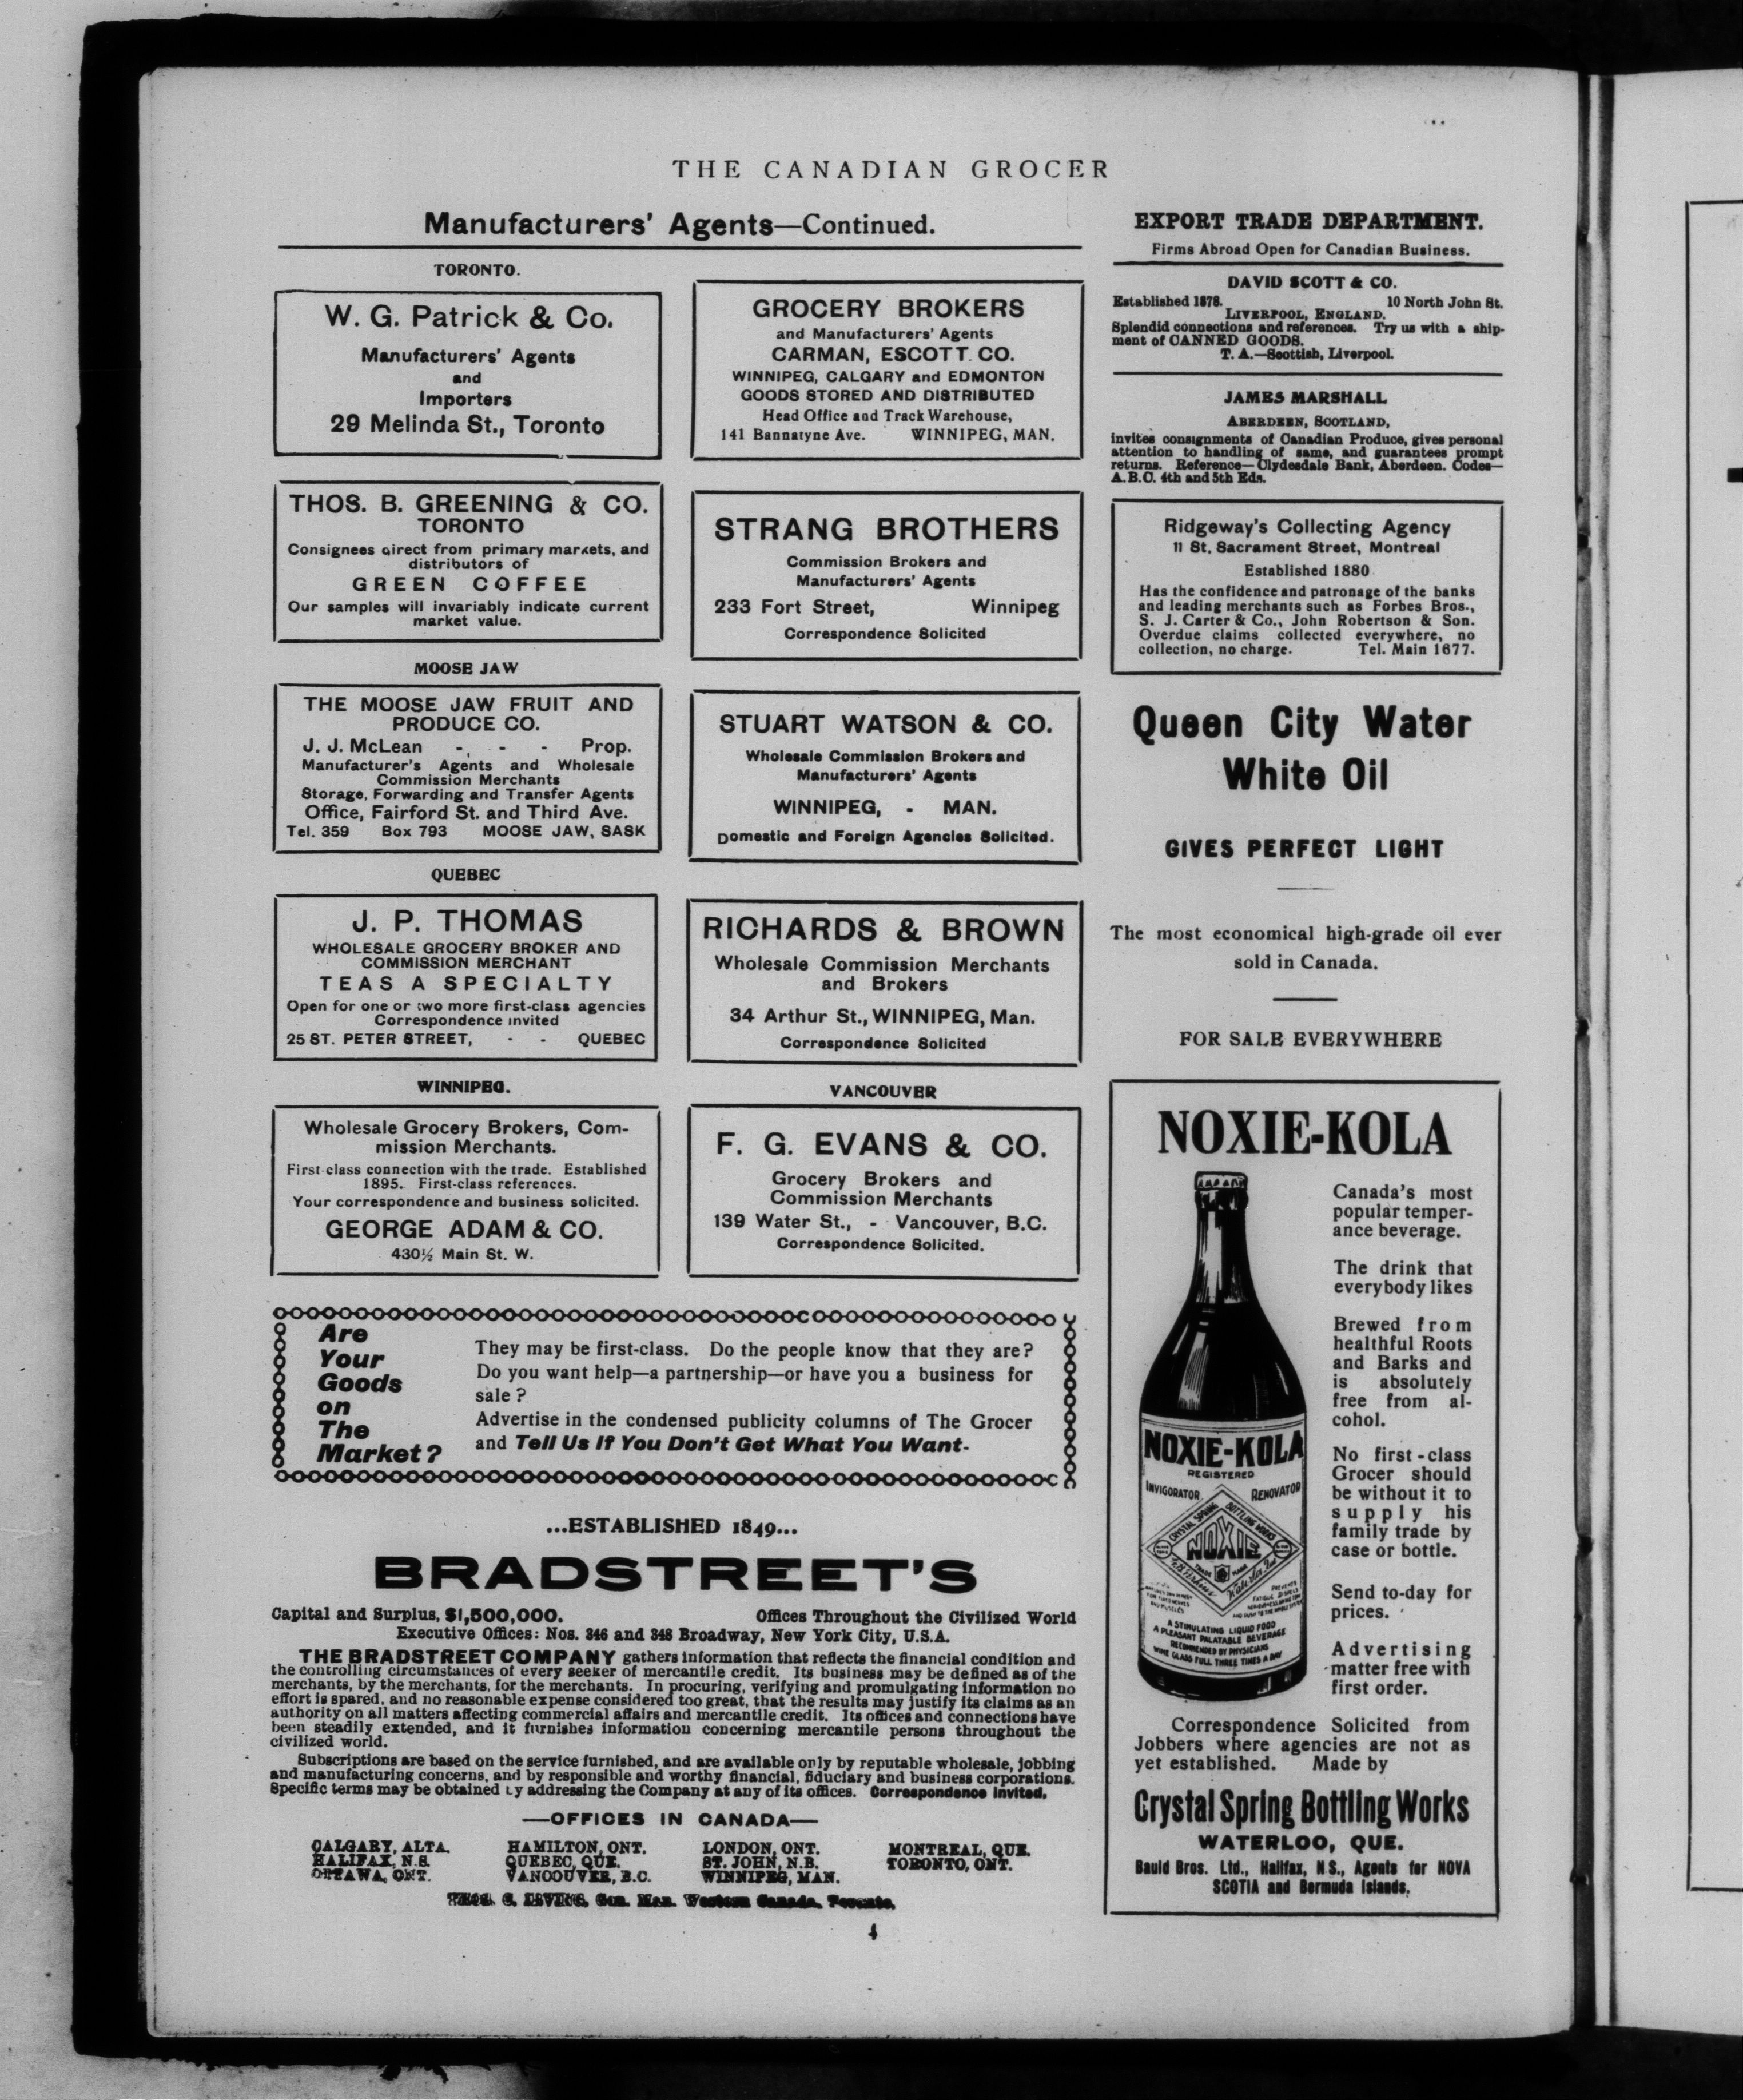 THE CANADIAN GROCER
Manufacturers' Agents—Continued.
TORONTO.
W. G. Patrick & Co.
Manufacturers' Agents
and
Importers
29 Melinda St., Toronto
THOS. B. GREENING & CO.
TORONTO
Consignees direct from primary markets, and
distributors of
GREEN COFFEE
Our samples will invariably indicate current
market value.
MOOSE JAW
THE MOOSE JAW FRUIT AND
PRODUCE CO.
J. J. McLean - - - Prop.
Manufacturer's Agents and Wholesale
Commission Merchants
Storage, Forwarding and Transfer Agents
Office, Fairford St. and Third Ave.
Tel. 359 Box 793 MOOSE JAW, SASK
QUEBEC
J. P. THOMAS
WHOLESALE GROCERY BROKER AND
COMMISSION MERCHANT
TEAS A SPECIALTY
Open for one or two more first-class agencies
Correspondence invited
25 ST. PETER STREET, - - QUEBEC
WINNIPEG.
Wholesale Grocery Brokers, Com-
mission Merchants.
First-class connection with the trade. Established
1895. First-class references.
Your correspondence and business solicited.
GEORGE ADAM & CO.
430½ Main St. W.
GROCERY BROKERS
and Manufacturers' Agents
CARMAN, ESCOTT CO.
WINNIPEG, CALGARY and EDMONTON
GOODS STORED AND DISTRIBUTED
Head Office and Track Warehouse,
141 Bannatyne Ave. WINNIPEG, MAN.
STRANG BROTHERS
Commission Brokers and
Manufacturers' Agents
233 Fort Street, Winnipeg
Correspondence Solicited
STUART WATSON & CO.
Wholesale Commission Brokers and
Manufacturers' Agents
WINNIPEG, - MAN.
Domestic and Foreign Agencies Solicited.
RICHARDS & BROWN
Wholesale Commission Merchants
and Brokers
34 Arthur St., WINNIPEG, Man.
Correspondence Solicited
VANCOUVER
F. G. EVANS & CO.
Grocery Brokers and
Commission Merchants
139 Water St., - Vancouver, B.C.
Correspondence Solicited.
Are
Your
Goods
on
The
Market?
They may be first-class. Do the people know that they are?
Do you want help—a partnership—or have you a business for
sale?
Advertise in the condensed publicity columns of The Grocer
and Tell Us If You Don't Get What You Want.
...ESTABLISHED 1849...
BRADSTREET'S
Capital and Surplus, $1,500,000. Offices Throughout the Civilized World
Executive Offices: Nos. 346 and 348 Broadway, New York City, U.S.A.
THE BRADSTREET COMPANY gathers information that reflects the financial condition and
the controlling circumstances of every seeker of mercantile credit. Its business may be defined as of the
merchants, by the merchants, for the merchants. In procuring, verifying and promulgating information no
effort is spared, and no reasonable expense considered too great, that the results may justify its claims as an
authority on all matters affecting commercial affairs and mercantile credit. Its offices and connections have
been steadily extended, and it furnishes information concerning mercantile persons throughout the
civilized world.
Subscriptions are based on the service furnished, and are available only by reputable wholesale, jobbing
and manufacturing concerns, and by responsible and worthy financial, fiduciary and business corporations.
Specific terms may be obtained by addressing the Company at any of its offices. Correspondence Invited.
—OFFICES IN CANADA—
CALGARY, ALTA. HAMILTON, ONT. LONDON, ONT. MONTREAL, QUE.
HALIFAX, N.S. QUEBEC, QUE. ST. JOHN, N.B. TORONTO, ONT.
OTTAWA, ONT. VANCOUVER, B.C. WINNIPEG, MAN.
THOS. C. IRVING, Gen. Man. Western Canada, Toronto.
4
EXPORT TRADE DEPARTMENT.
Firms Abroad Open for Canadian Business.
DAVID SCOTT & CO.
Established 1878. 10 North John St.
LIVERPOOL, ENGLAND.
Splendid connections and references. Try us with a ship-
ment of CANNED GOODS.
T. A.—Scottish, Liverpool.
JAMES MARSHALL
ABERDEEN, SCOTLAND,
invites consignments of Canadian Produce, gives personal
attention to handling of same, and guarantees prompt
returns. Reference—Clydesdale Bank, Aberdeen. Codes—
A.B.C. 4th and 5th Eds.
Ridgeway's Collecting Agency
11 St. Sacrament Street, Montreal
Established 1880
Has the confidence and patronage of the banks
and leading merchants such as Forbes Bros.,
S. J. Carter & Co., John Robertson & Son.
Overdue claims collected everywhere, no
collection, no charge. Tel. Main 1677.
Queen City Water
White Oil
GIVES PERFECT LIGHT
The most economical high-grade oil ever
sold in Canada.
FOR SALE EVERYWHERE
NOXIE-KOLA
Canada's most
popular temper-
ance beverage.
The drink that
everybody likes
Brewed from
healthful Roots
and Barks and
is absolutely
free from al-
cohol.
No first-class
Grocer should
be without it to
supply his
family trade by
case or bottle.
Send to-day for
prices.
Advertising
matter free with
first order.
NOXIE-KOLA
REGISTERED
INVIGORATOR RENOVATOR
CRYSTAL SPRING BOTTLING WORKS
NOXIE
TRADE MARK
A STIMULATING LIQUID FOOD
A PLEASANT PALATABLE BEVERAGE
RECOMMENDED BY PHYSICIANS
WINE GLASS FULL THREE TIMES A DAY
Correspondence Solicited from
Jobbers where agencies are not as
yet established. Made by
Crystal Spring Bottling Works
WATERLOO, QUE.
Bauld Bros. Ltd., Halifax, N.S., Agents for NOVA
SCOTIA and Bermuda Islands.